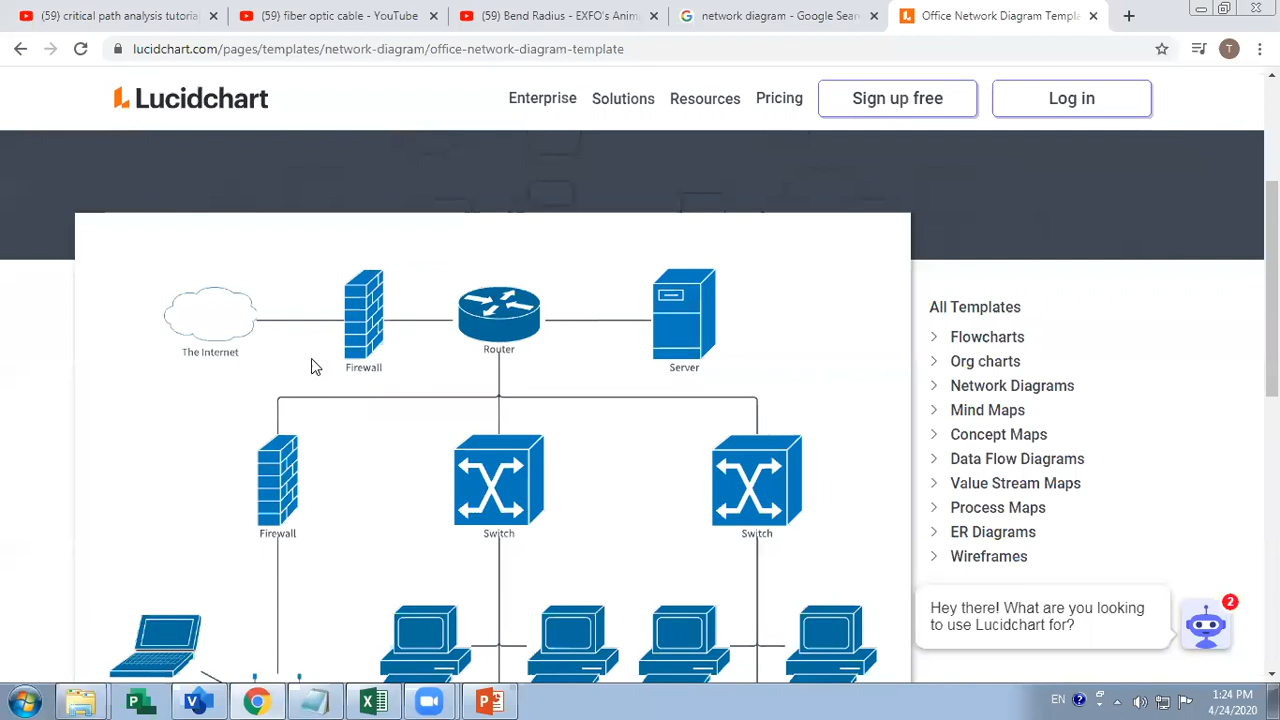 (59) critical path analysis tutoria
(59) fiber optic cable - YouTube
(59) Bend Radius - EXFO's Anim
network diagram - Google Sear
Office Network Diagram Templ
lucidchart.com/pages/templates/network-diagram/office-network-diagram-template
T
Lucidchart
Enterprise
Solutions
Resources
Pricing
Sign up free
Log in
The Internet
Firewall
Router
Server
Firewall
Switch
Switch
All Templates
Flowcharts
Org charts
Network Diagrams
Mind Maps
Concept Maps
Data Flow Diagrams
Value Stream Maps
Process Maps
ER Diagrams
Wireframes
Hey there! What are you looking
to use Lucidchart for?
2
EN
1:24 PM
4/24/2020